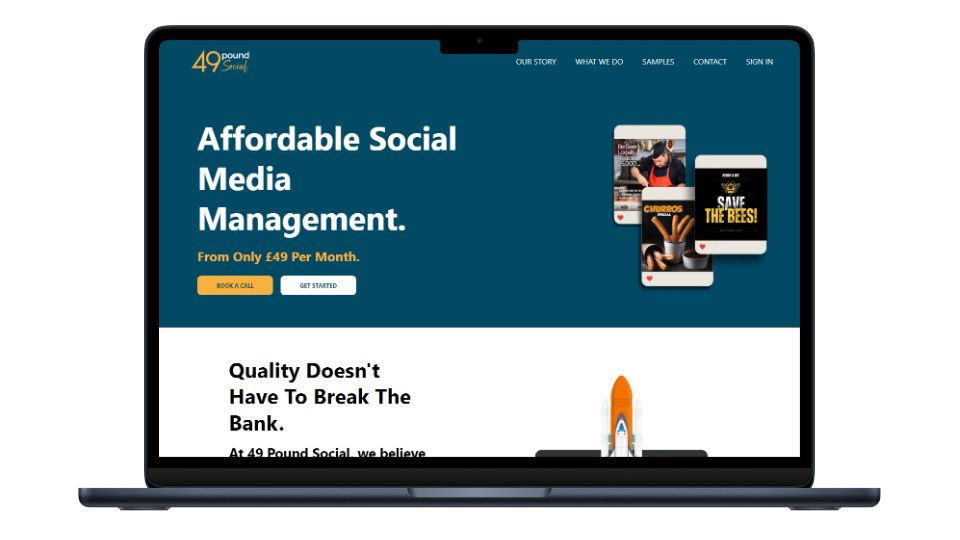 49 pound
Social
OUR STORY WHAT WE DO SAMPLES CONTACT SIGN IN
Affordable Social
Media
Management.
From Only £49 Per Month.
BOOK A CALL GET STARTED
CHURROS
SPECIAL
SAVE
THE BEES!
Quality Doesn't
Have To Break The
Bank.
At 49 Pound Social, we believe